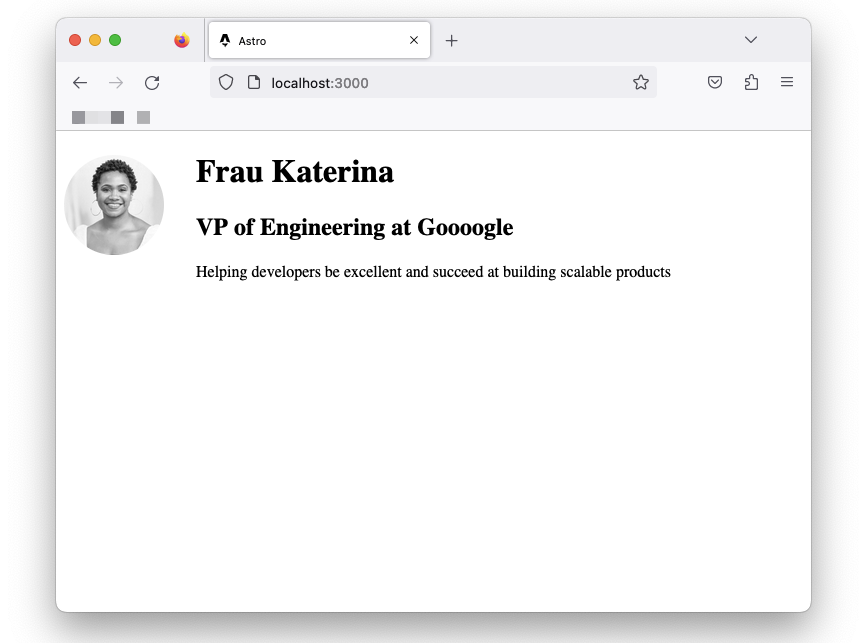 Astro
localhost:3000
Frau Katerina
VP of Engineering at Goooogle
Helping developers be excellent and succeed at building scalable products